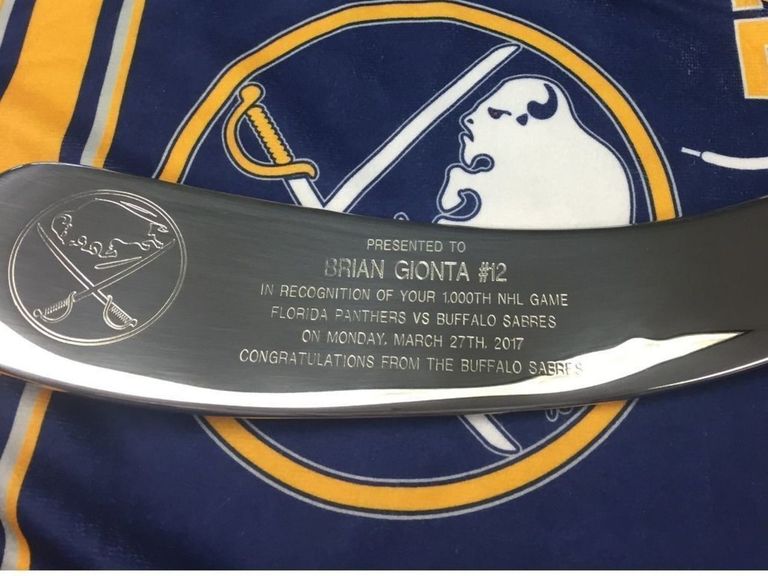 PRESENTED TO
BRIAN GIONTA #12
IN RECOGNITION OF YOUR 1,000TH NHL GAME
FLORIDA PANTHERS VS BUFFALO SABRES
ON MONDAY, MARCH 27TH, 2017
CONGRATULATIONS FROM THE BUFFALO SABRES